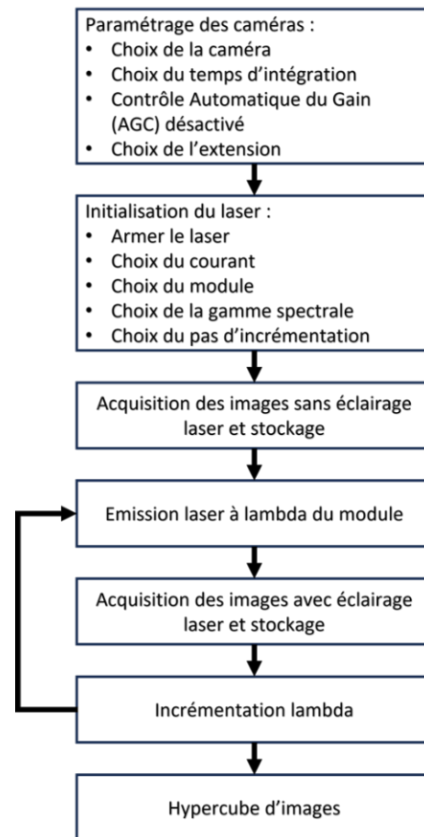 Paramétrage des caméras :
• Choix de la caméra
• Choix du temps d'intégration
• Contrôle Automatique du Gain
(AGC) désactivé
• Choix de l'extension
Initialisation du laser :
• Armer le laser
• Choix du courant
• Choix du module
• Choix de la gamme spectrale
• Choix du pas d'incrémentation
Acquisition des images sans éclairage
laser et stockage
Emission laser à lambda du module
Acquisition des images avec éclairage
laser et stockage
Incrémentation lambda
Hypercube d'images